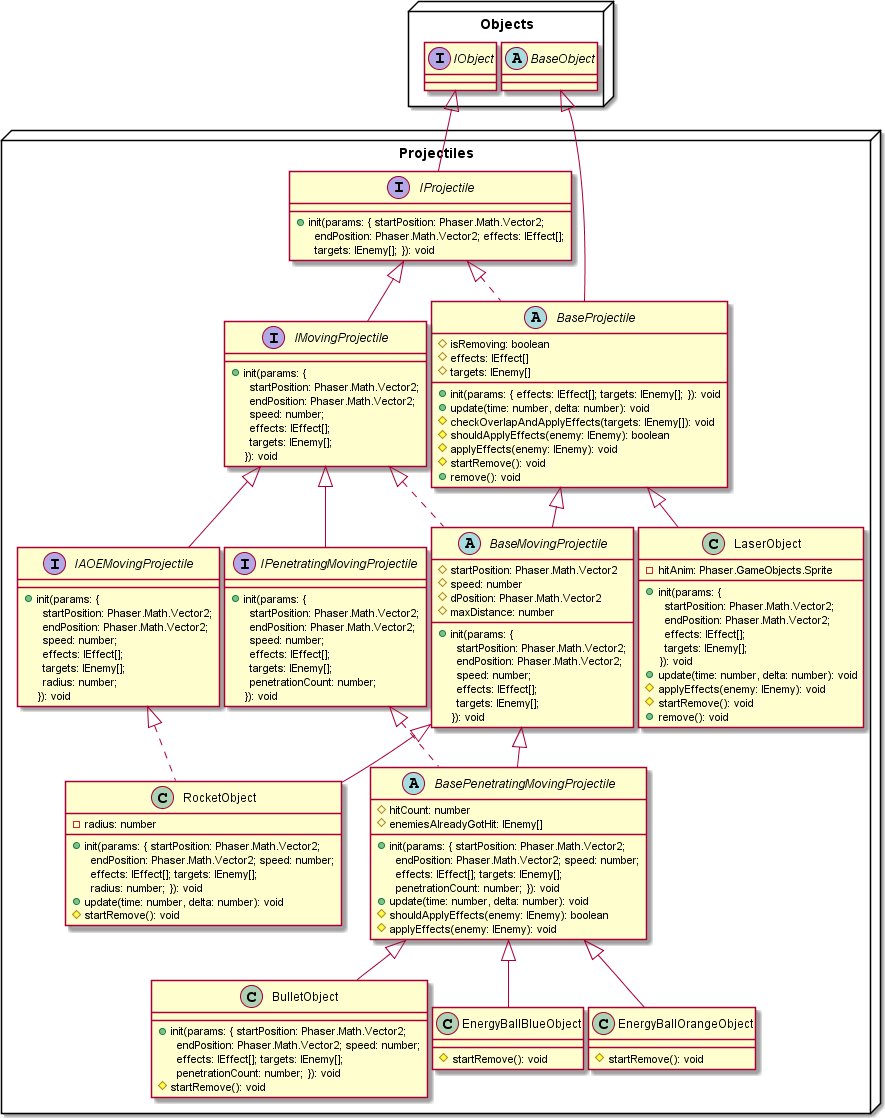 Objects
I IObject
A BaseObject
Projectiles
I IProjectile
init(params: { startPosition: Phaser.Math.Vector2;
endPosition: Phaser.Math.Vector2; effects: IEffect[];
targets: IEnemy[]; }): void
I IMovingProjectile
init(params: {
startPosition: Phaser.Math.Vector2;
endPosition: Phaser.Math.Vector2;
speed: number;
effects: IEffect[];
targets: IEnemy[];
}): void
A BaseProjectile
isRemoving: boolean
effects: IEffect[]
targets: IEnemy[]
init(params: { effects: IEffect[]; targets: IEnemy[]; }): void
update(time: number, delta: number): void
checkOverlapAndApplyEffects(targets: IEnemy[]): void
shouldApplyEffects(enemy: IEnemy): boolean
applyEffects(enemy: IEnemy): void
startRemove(): void
remove(): void
I IAOEMovingProjectile
init(params: {
startPosition: Phaser.Math.Vector2;
endPosition: Phaser.Math.Vector2;
speed: number;
effects: IEffect[];
targets: IEnemy[];
radius: number;
}): void
I IPenetratingMovingProjectile
init(params: {
startPosition: Phaser.Math.Vector2;
endPosition: Phaser.Math.Vector2;
speed: number;
effects: IEffect[];
targets: IEnemy[];
penetrationCount: number;
}): void
A BaseMovingProjectile
startPosition: Phaser.Math.Vector2
speed: number
dPosition: Phaser.Math.Vector2
maxDistance: number
init(params: {
startPosition: Phaser.Math.Vector2;
endPosition: Phaser.Math.Vector2;
speed: number;
effects: IEffect[];
targets: IEnemy[];
}): void
C LaserObject
hitAnim: Phaser.GameObjects.Sprite
init(params: {
startPosition: Phaser.Math.Vector2;
endPosition: Phaser.Math.Vector2;
effects: IEffect[];
targets: IEnemy[];
}): void
update(time: number, delta: number): void
applyEffects(enemy: IEnemy): void
startRemove(): void
remove(): void
C RocketObject
radius: number
init(params: { startPosition: Phaser.Math.Vector2;
endPosition: Phaser.Math.Vector2; speed: number;
effects: IEffect[]; targets: IEnemy[];
radius: number; }): void
update(time: number, delta: number): void
startRemove(): void
A BasePenetratingMovingProjectile
hitCount: number
enemiesAlreadyGotHit: IEnemy[]
init(params: { startPosition: Phaser.Math.Vector2;
endPosition: Phaser.Math.Vector2; speed: number;
effects: IEffect[]; targets: IEnemy[];
penetrationCount: number; }): void
update(time: number, delta: number): void
shouldApplyEffects(enemy: IEnemy): boolean
applyEffects(enemy: IEnemy): void
C BulletObject
init(params: { startPosition: Phaser.Math.Vector2;
endPosition: Phaser.Math.Vector2; speed: number;
effects: IEffect[]; targets: IEnemy[];
penetrationCount: number; }): void
startRemove(): void
C EnergyBallBlueObject
startRemove(): void
C EnergyBallOrangeObject
startRemove(): void